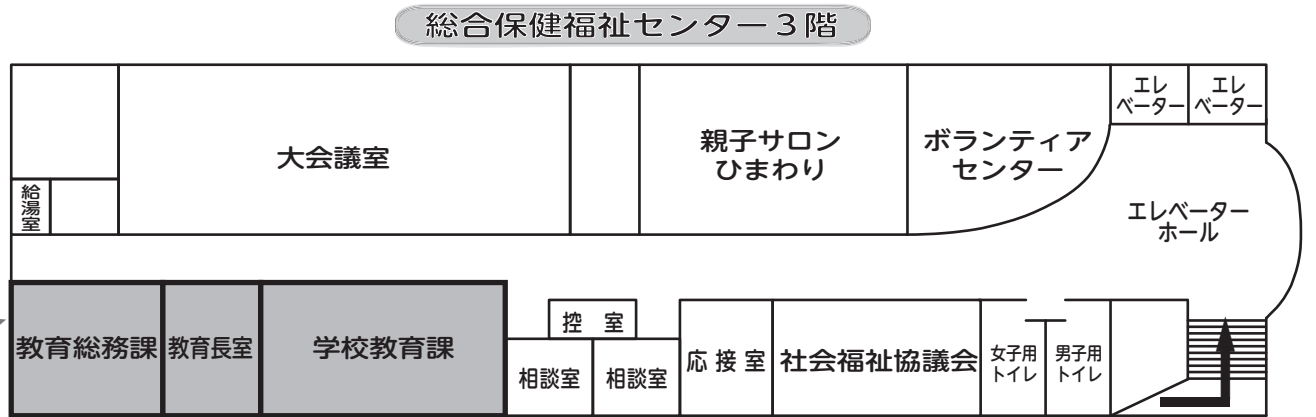 総合保健福祉センター３階
エレ
ベーター
エレ
ベーター
大会議室
親子サロン
ひまわり
ボランティア
センター
給湯室
エレベーター
ホール
教育総務課
教育長室
学校教育課
控　室
相談室
相談室
応接室
社会福祉協議会
女子用
トイレ
男子用
トイレ